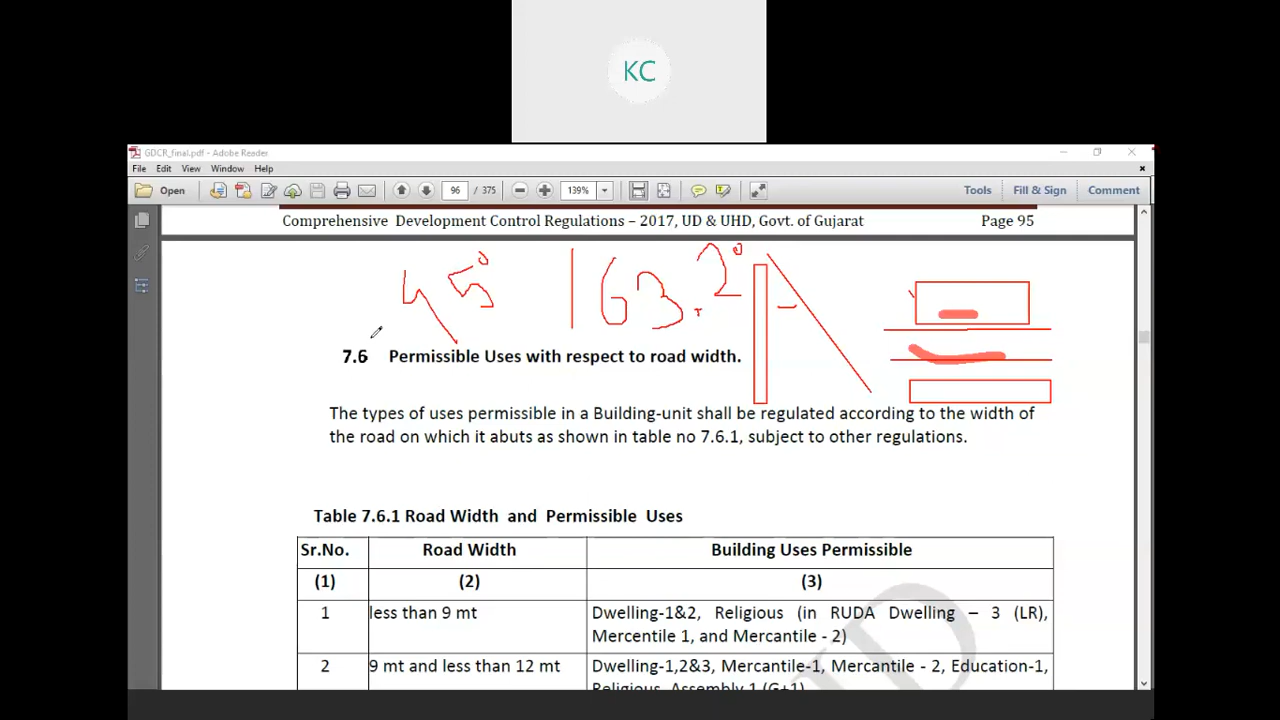 KC
GDCR_final.pdf - Adobe Reader
File Edit View Window Help
Open 96 / 375 139% Tools Fill & Sign Comment
Comprehensive Development Control Regulations – 2017, UD & UHD, Govt. of Gujarat Page 95
45° 163.2°
7.6 Permissible Uses with respect to road width.
The types of uses permissible in a Building-unit shall be regulated according to the width of
the road on which it abuts as shown in table no 7.6.1, subject to other regulations.
Table 7.6.1 Road Width and Permissible Uses
Sr.No. Road Width Building Uses Permissible
(1) (2) (3)
1 less than 9 mt Dwelling-1&2, Religious (in RUDA Dwelling – 3 (LR),
Mercentile 1, and Mercantile - 2)
2 9 mt and less than 12 mt Dwelling-1,2&3, Mercantile-1, Mercantile - 2, Education-1,
Religious, Assembly 1 (G+1)